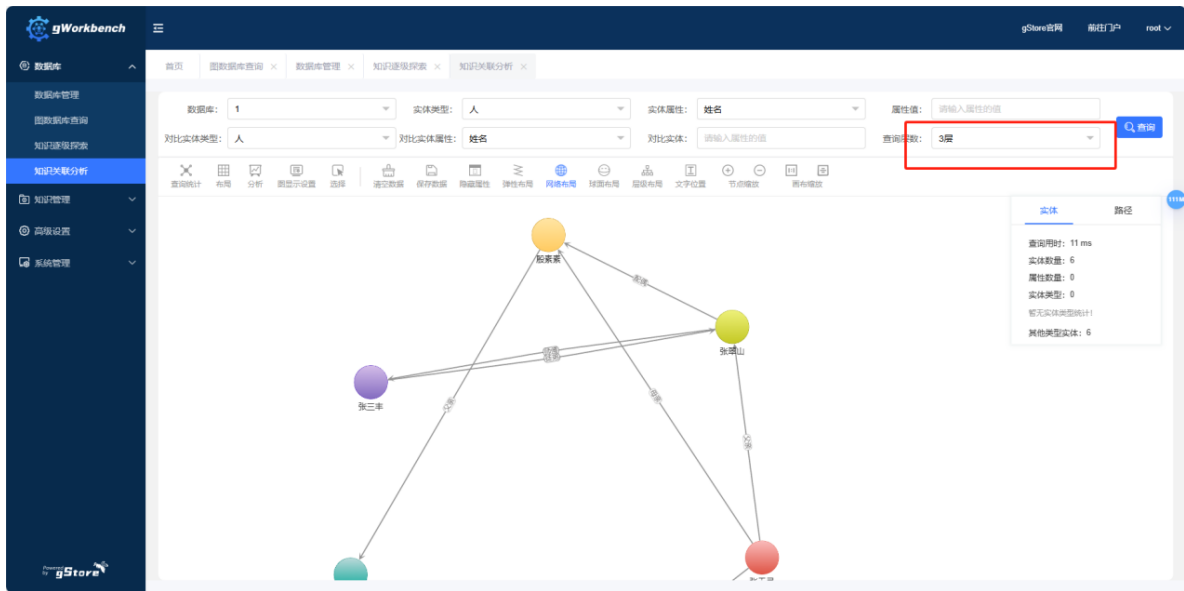 gWorkbench
gStore官网 前往门户 root
数据库
首页 图数据库查询 × 数据库管理 × 知识逐级探索 × 知识关联分析 ×
数据库管理
图数据库查询
知识逐级探索
知识关联分析
知识管理
高级设置
系统管理
数据库: 1 实体类型: 人 实体属性: 姓名 属性值: 请输入属性的值
对比实体类型: 人 对比实体属性: 姓名 对比实体: 请输入属性的值 查询层数: 3层
查询
查询统计 布局 分析 图显示设置 选择 清空数据 保存数据 隐藏属性 弹性布局 网络布局 球面布局 层级布局 文字位置 节点缩放 画布缩放
实体 路径
查询用时: 11 ms
实体数量: 6
属性数量: 0
实体类型: 0
暂无实体类型统计!
其他类型实体: 6
111M
殷素素
张翠山
张三丰
父亲
母亲
父亲
Powered by gStore